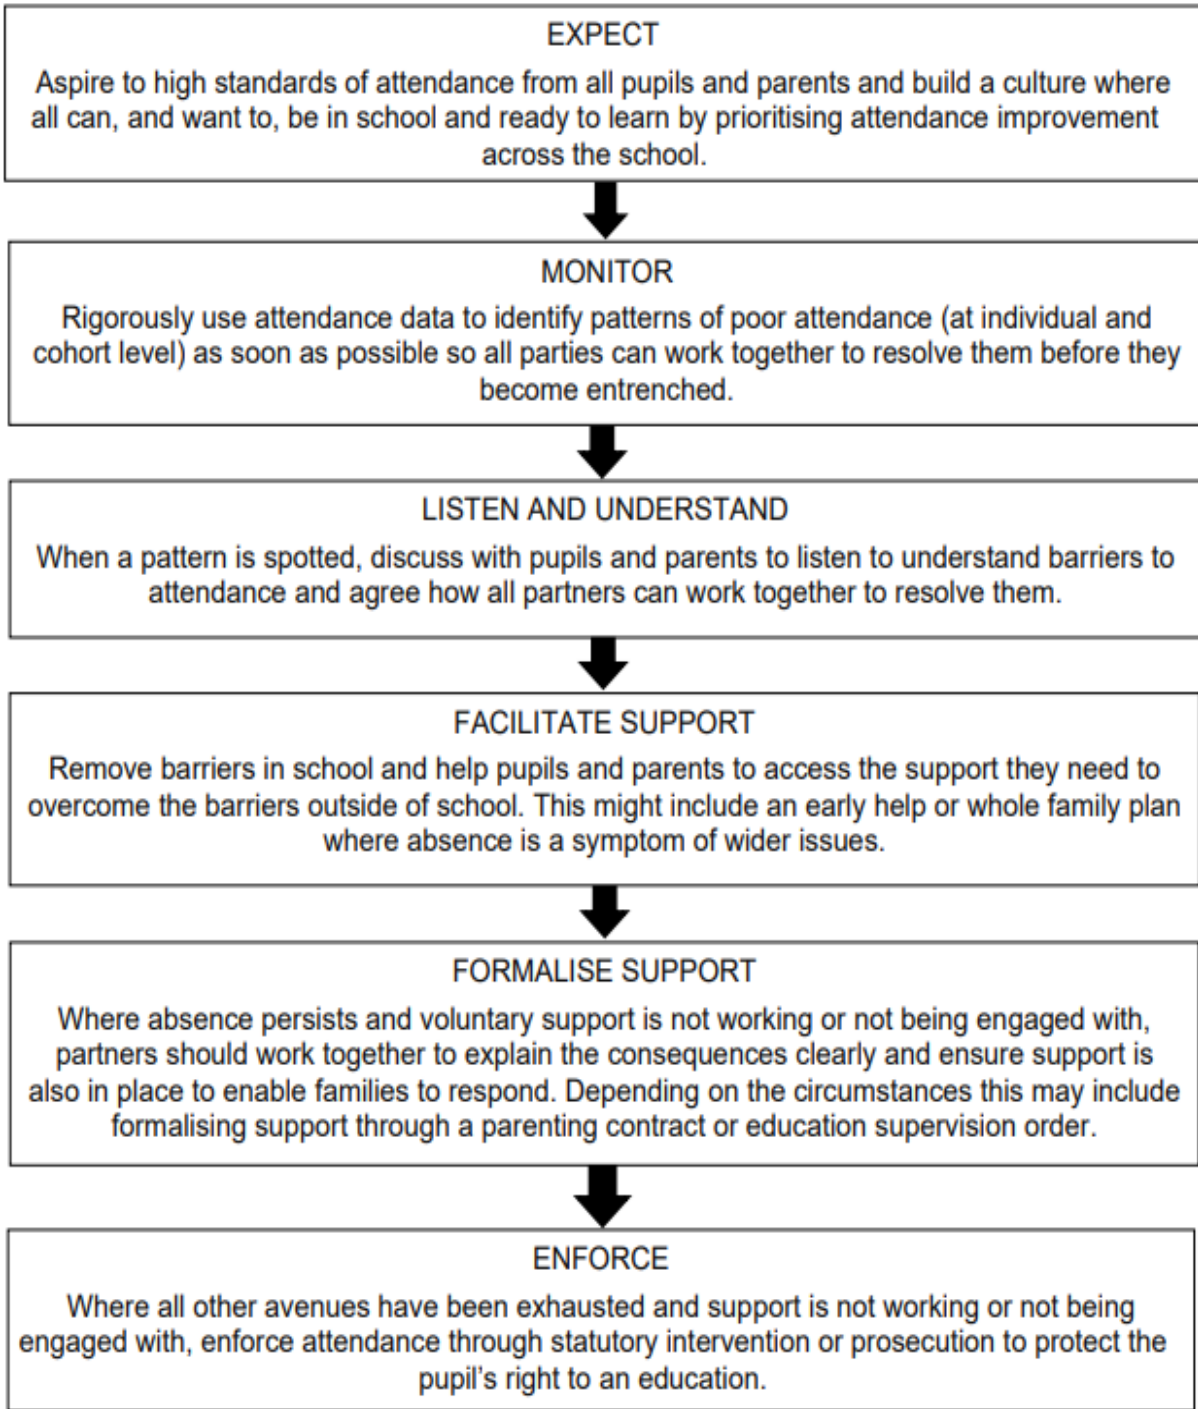 EXPECT
Aspire to high standards of attendance from all pupils and parents and build a culture where
all can, and want to, be in school and ready to learn by prioritising attendance improvement
across the school.
MONITOR
Rigorously use attendance data to identify patterns of poor attendance (at individual and
cohort level) as soon as possible so all parties can work together to resolve them before they
become entrenched.
LISTEN AND UNDERSTAND
When a pattern is spotted, discuss with pupils and parents to listen to understand barriers to
attendance and agree how all partners can work together to resolve them.
FACILITATE SUPPORT
Remove barriers in school and help pupils and parents to access the support they need to
overcome the barriers outside of school. This might include an early help or whole family plan
where absence is a symptom of wider issues.
FORMALISE SUPPORT
Where absence persists and voluntary support is not working or not being engaged with,
partners should work together to explain the consequences clearly and ensure support is
also in place to enable families to respond. Depending on the circumstances this may include
formalising support through a parenting contract or education supervision order.
ENFORCE
Where all other avenues have been exhausted and support is not working or not being
engaged with, enforce attendance through statutory intervention or prosecution to protect the
pupil's right to an education.